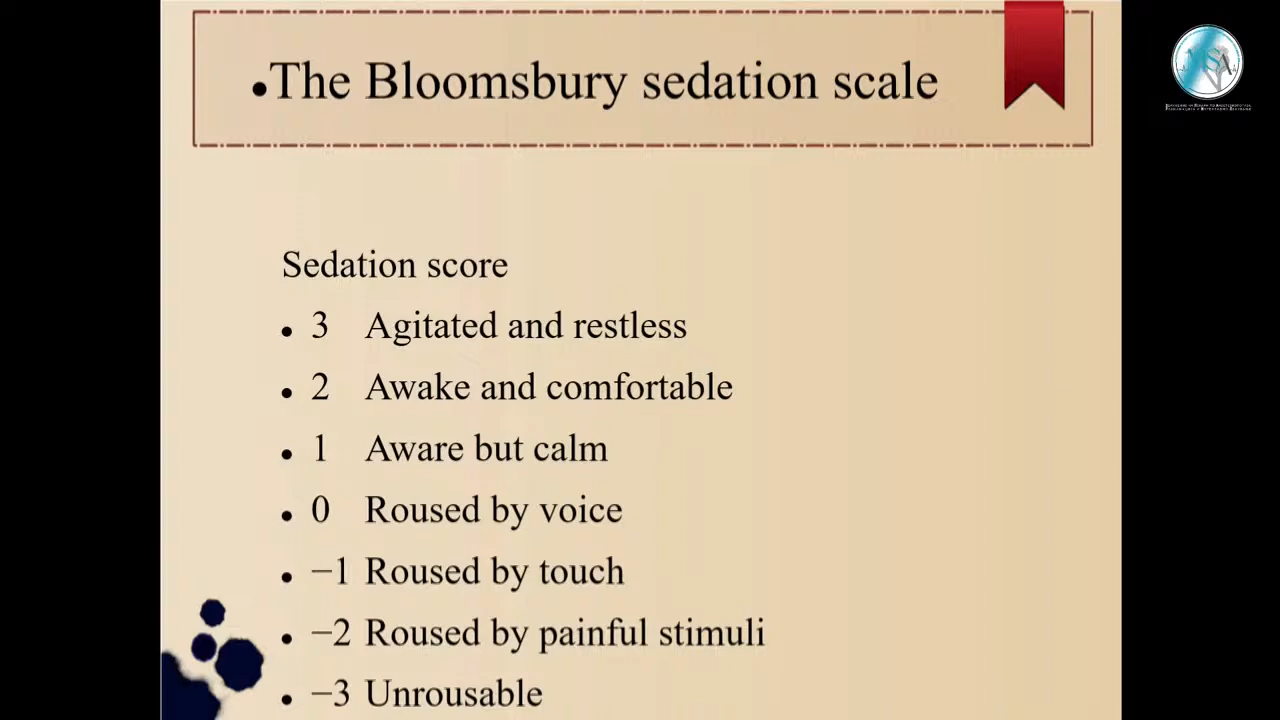 •The Bloomsbury sedation scale
Sedation score
• 3 Agitated and restless
• 2 Awake and comfortable
• 1 Aware but calm
• 0 Roused by voice
• −1 Roused by touch
• −2 Roused by painful stimuli
• −3 Unrousable